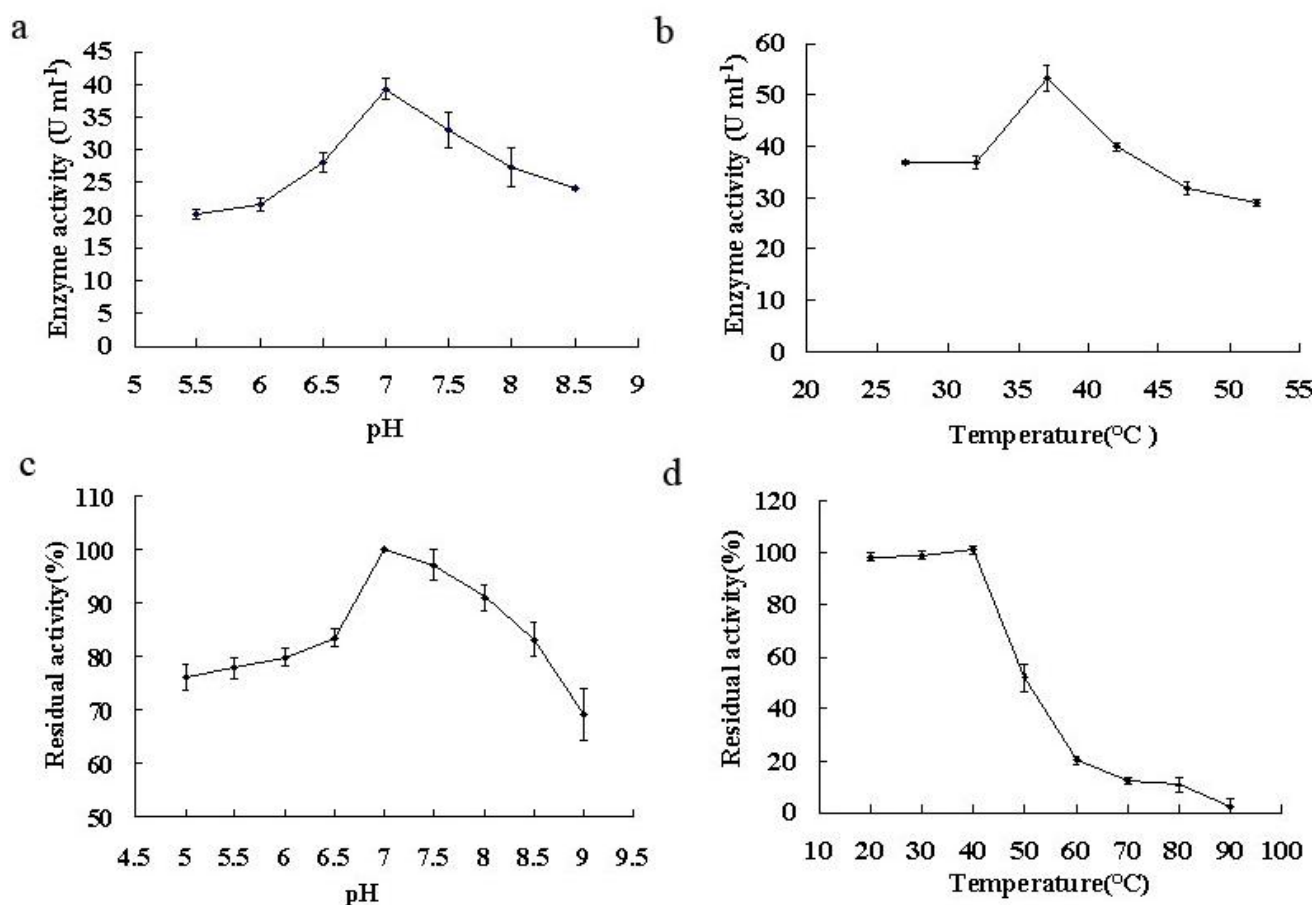 a
Enzyme activity (U ml⁻¹)
45
40
35
30
25
20
15
10
5
0
5 5.5 6 6.5 7 7.5 8 8.5 9
pH
b
Enzyme activity (U ml⁻¹)
60
50
40
30
20
10
0
20 25 30 35 40 45 50 55
Temperature(°C )
c
Residual activity(%)
110
100
90
80
70
60
50
4.5 5 5.5 6 6.5 7 7.5 8 8.5 9 9.5
pH
d
Residual activity(%)
120
100
80
60
40
20
0
10 20 30 40 50 60 70 80 90 100
Temperature(°C)